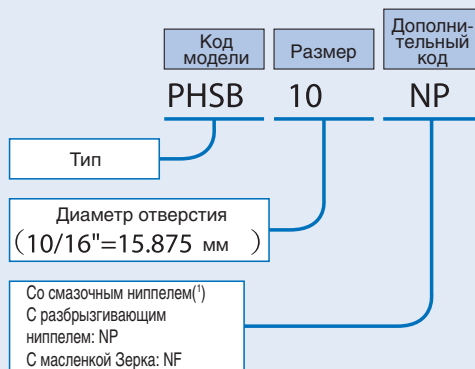 Код
модели
Размер
Дополни-
тельный
код
PHSB 10 NP
Тип
Диаметр отверстия
(10/16"=15.875 мм )
Со смазочным ниппелем(¹)
С разбрызгивающим
ниппелем: NP
С масленкой Зерка: NF